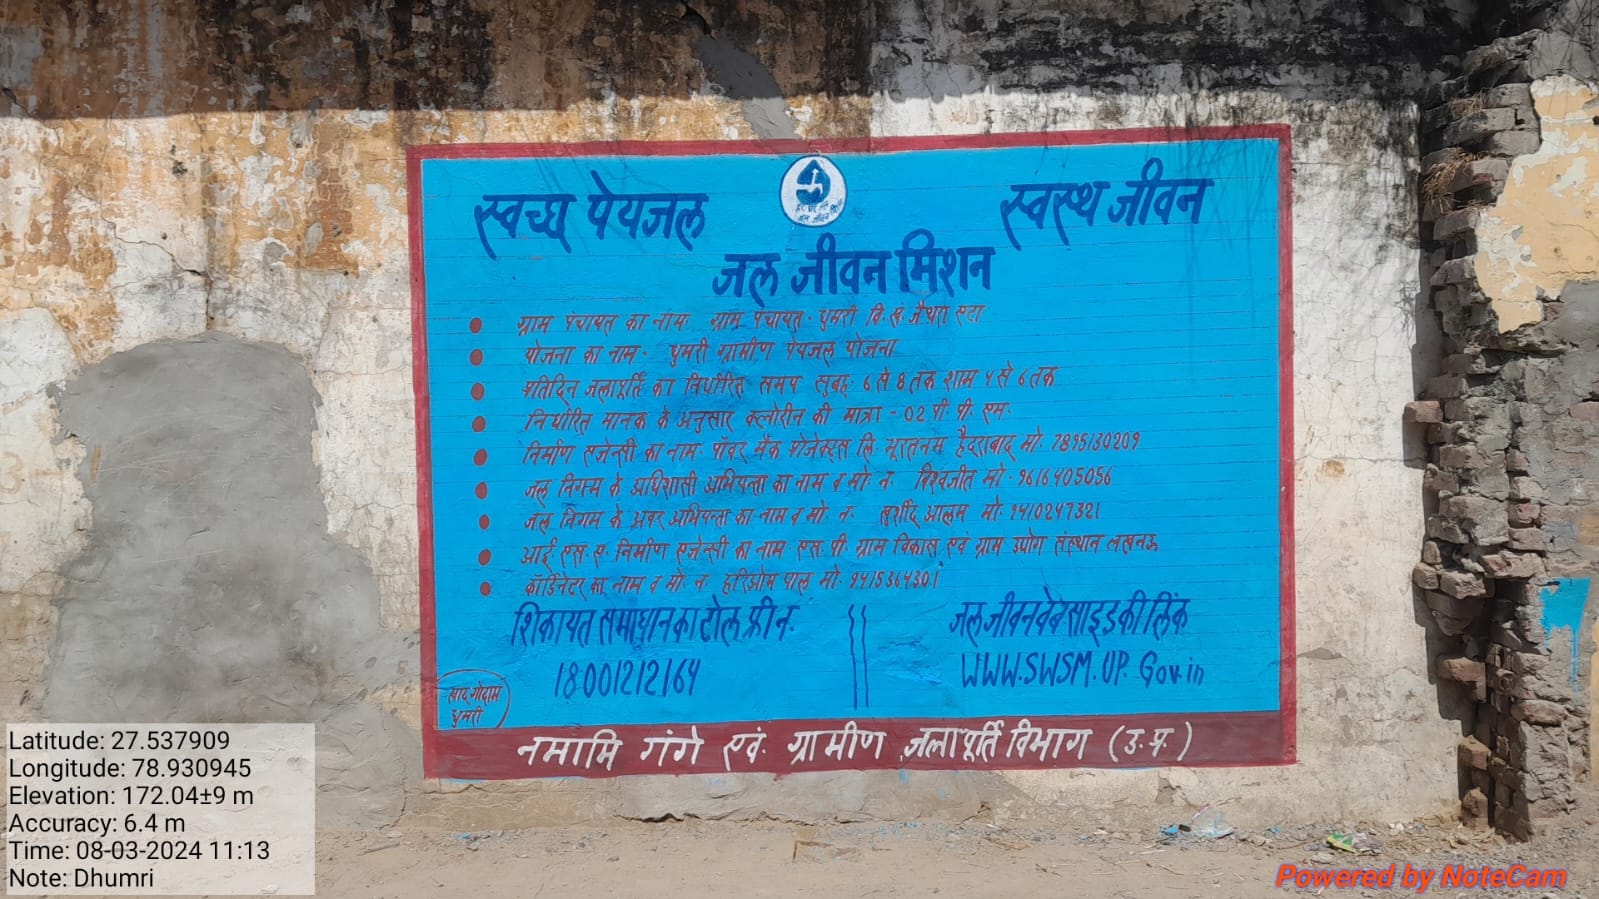 स्वच्छ पेयजल
स्वस्थ जीवन
जल जीवन मिशन
ग्राम पंचायत का नाम ग्राम पंचायत- धुमरी वि.ख. जैथरा एटा
योजना का नाम- धुमरी ग्रामीण पेयजल योजना
प्रतिदिन जलापूर्ति का निर्धारित समय सुबह 6 से 8 तक शाम 4 से 6 तक
निर्धारित मानक के अनुसार क्लोरीन की मात्रा - 02 पी. पी. एम.
निर्माण एजेन्सी का नाम- पॉवर मैक प्रोजेक्ट्स लि. हैदराबाद मो. 7895130209
जल निगम के अधिशासी अभियन्ता का नाम व मो. न. विश्वजीत मो. 9616405056
जल निगम के अवर अभियन्ता का नाम व मो. न. खुर्शीद आलम मो. 9410247321
आई एस. ए. निर्माण एजेन्सी का नाम एस. पी. ग्राम विकास एवं ग्राम उद्योग संस्थान लखनऊ
कॉर्डिनेटर का नाम व मो. न. हरिओम पाल मो. 9415364301
शिकायत समाधान का टोल फ्री न.
18001212164
जल जीवन वेब साइड की लिंक
WWW.SWSM.UP.Gov.in
खाद गोदाम
धुमरी
नमामि गंगे एवं ग्रामीण जलापूर्ति विभाग (उ. प्र.)
Latitude: 27.537909
Longitude: 78.930945
Elevation: 172.04±9 m
Accuracy: 6.4 m
Time: 08-03-2024 11:13
Note: Dhumri
Powered by NoteCam